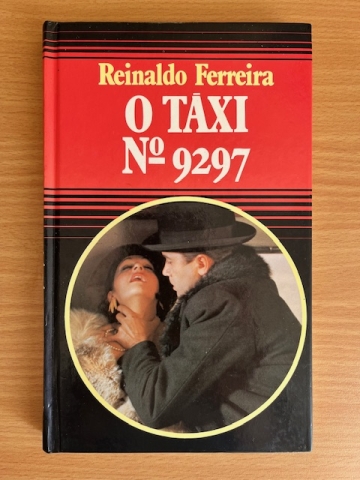 Reinaldo Ferreira
O TÁXI
Nº 9297